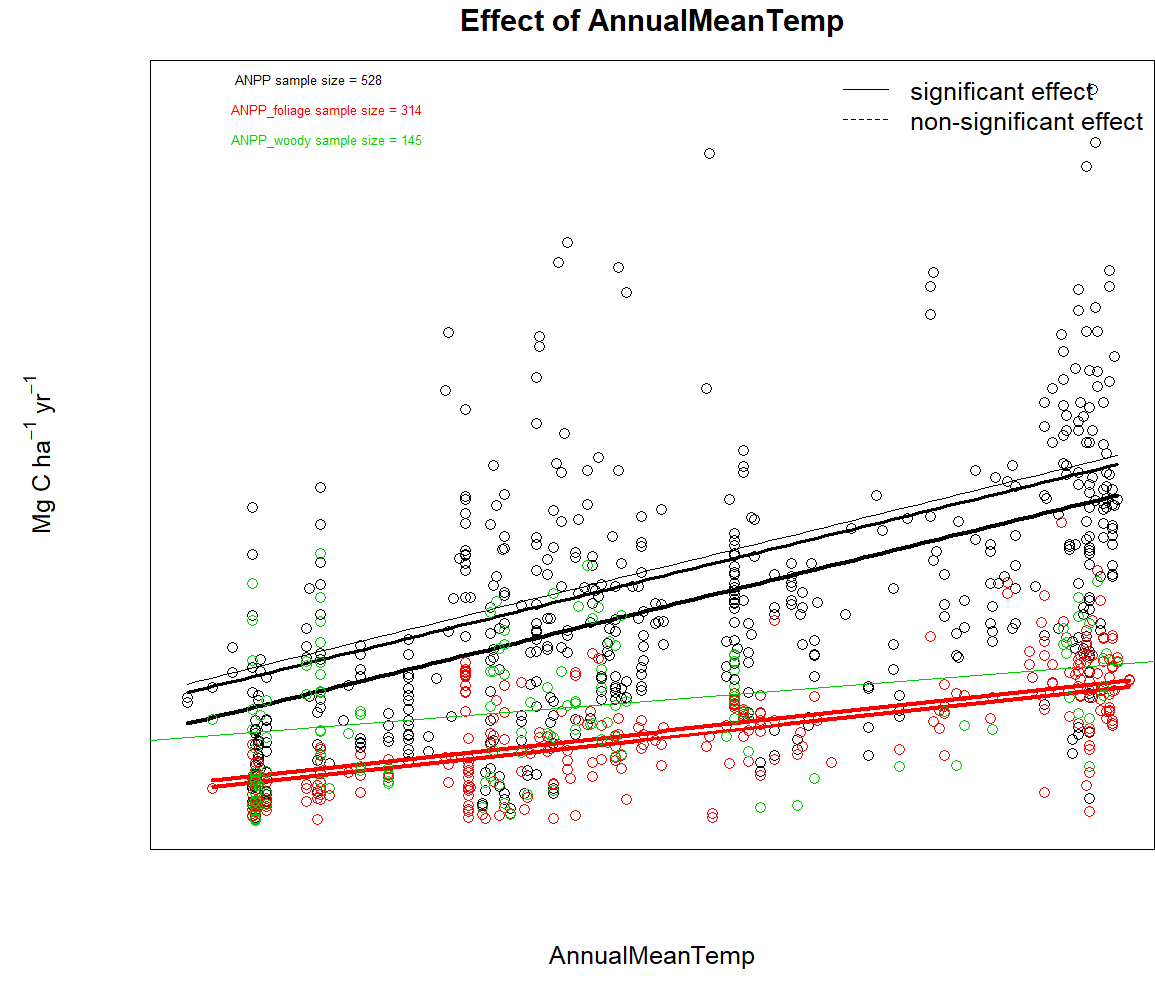 Effect of AnnualMeanTemp
ANPP sample size = 528
ANPP_foliage sample size = 314
ANPP_woody sample size = 145
significant effect
non-significant effect
Mg C ha⁻¹ yr⁻¹
AnnualMeanTemp